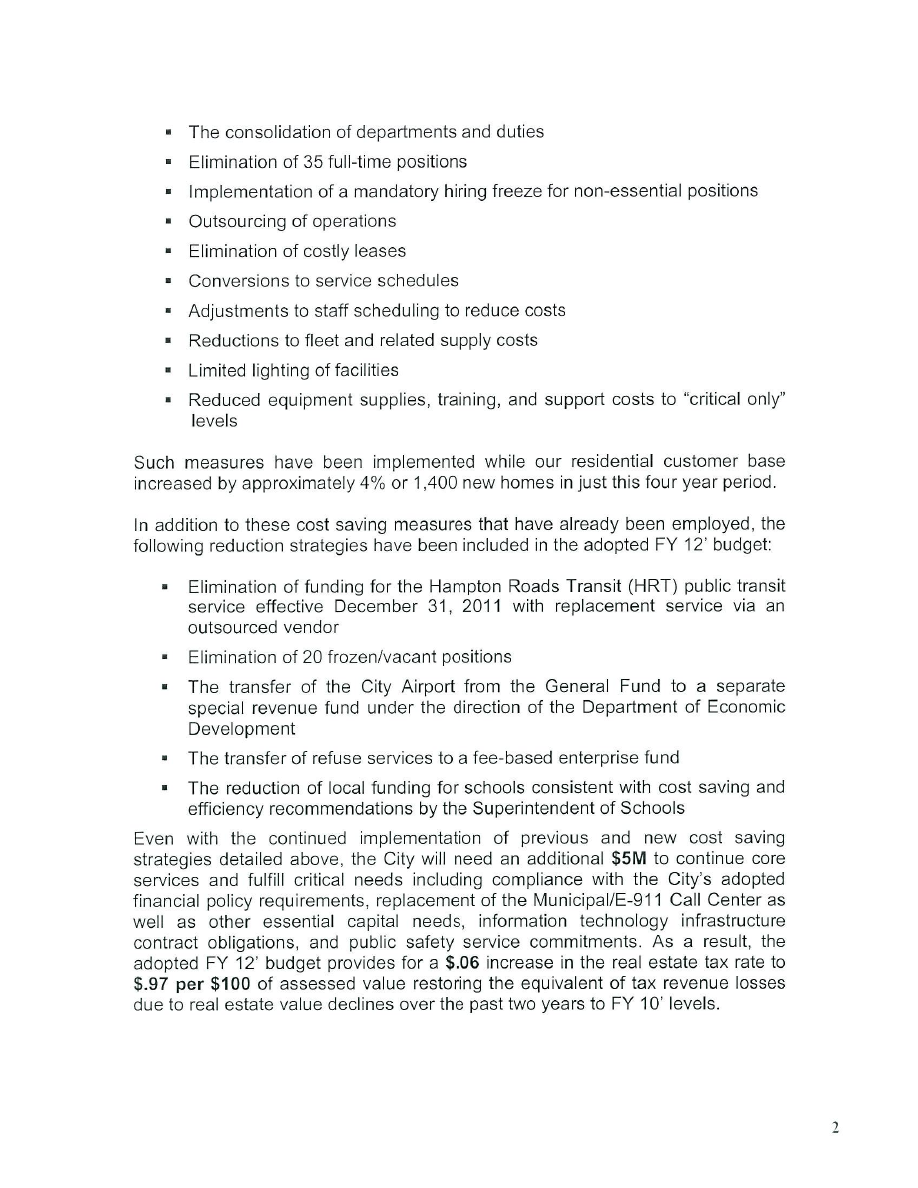 ▪ The consolidation of departments and duties
▪ Elimination of 35 full-time positions
▪ Implementation of a mandatory hiring freeze for non-essential positions
▪ Outsourcing of operations
▪ Elimination of costly leases
▪ Conversions to service schedules
▪ Adjustments to staff scheduling to reduce costs
▪ Reductions to fleet and related supply costs
▪ Limited lighting of facilities
▪ Reduced equipment supplies, training, and support costs to “critical only”
levels
Such measures have been implemented while our residential customer base
increased by approximately 4% or 1,400 new homes in just this four year period.
In addition to these cost saving measures that have already been employed, the
following reduction strategies have been included in the adopted FY 12’ budget:
▪ Elimination of funding for the Hampton Roads Transit (HRT) public transit
service effective December 31, 2011 with replacement service via an
outsourced vendor
▪ Elimination of 20 frozen/vacant positions
▪ The transfer of the City Airport from the General Fund to a separate
special revenue fund under the direction of the Department of Economic
Development
▪ The transfer of refuse services to a fee-based enterprise fund
▪ The reduction of local funding for schools consistent with cost saving and
efficiency recommendations by the Superintendent of Schools
Even with the continued implementation of previous and new cost saving
strategies detailed above, the City will need an additional $5M to continue core
services and fulfill critical needs including compliance with the City’s adopted
financial policy requirements, replacement of the Municipal/E-911 Call Center as
well as other essential capital needs, information technology infrastructure
contract obligations, and public safety service commitments. As a result, the
adopted FY 12’ budget provides for a $.06 increase in the real estate tax rate to
$.97 per $100 of assessed value restoring the equivalent of tax revenue losses
due to real estate value declines over the past two years to FY 10’ levels.
2